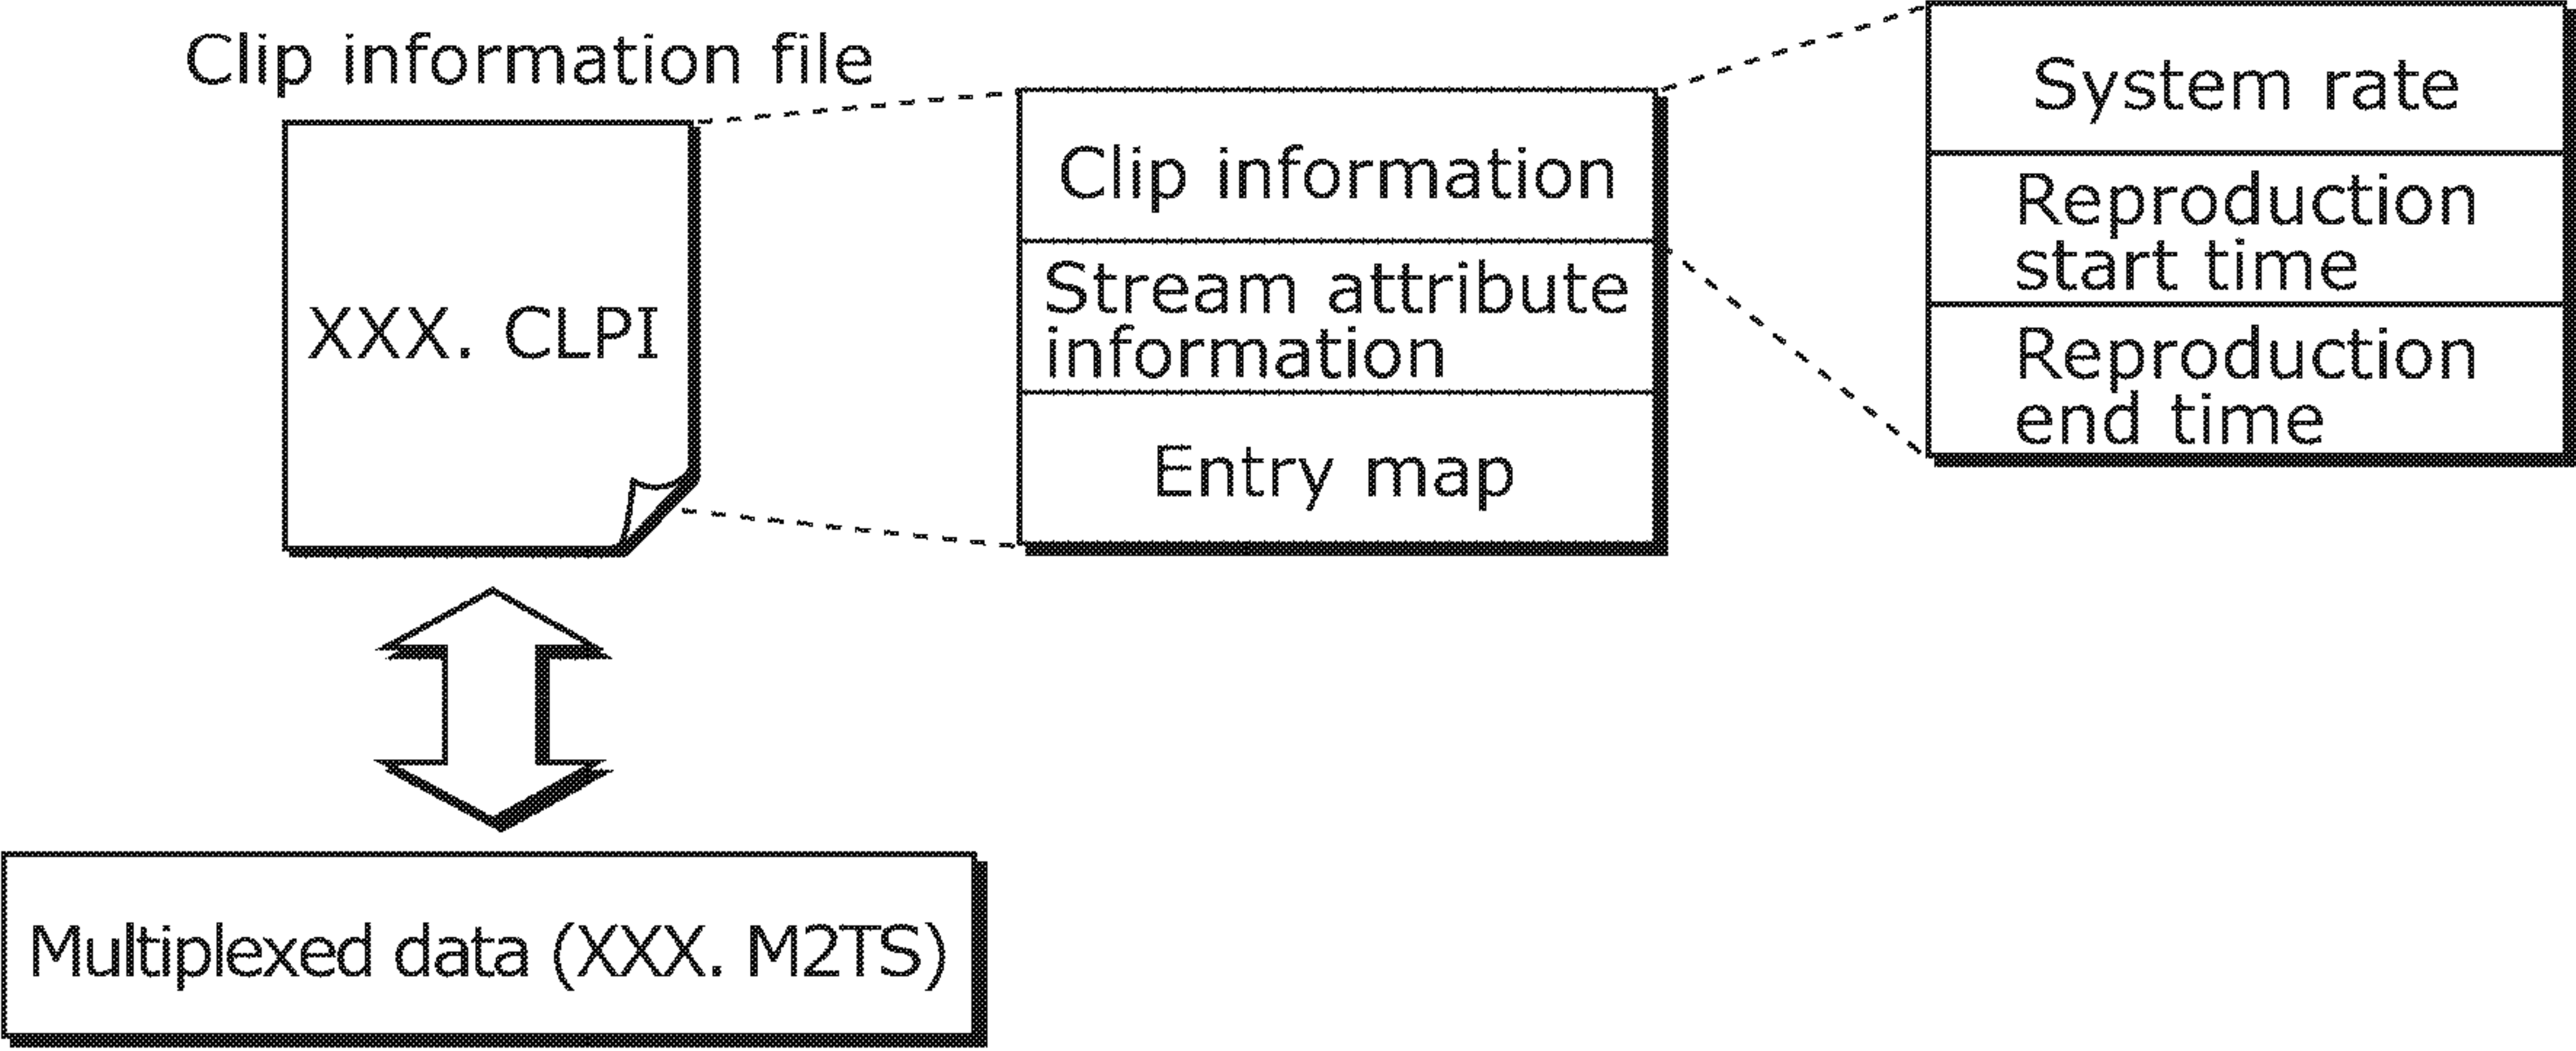 Clip information file
XXX. CLPI
Clip information
Stream attribute
information
Entry map
System rate
Reproduction
start time
Reproduction
end time
Multiplexed data (XXX. M2TS)